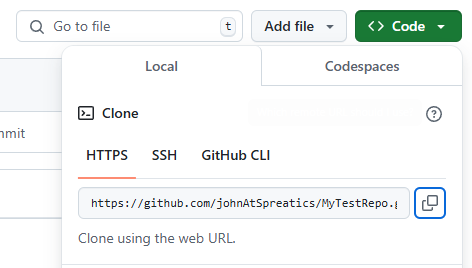 Go to file t Add file <> Code
Local Codespaces
mmit
Clone
HTTPS SSH GitHub CLI
https://github.com/johnAtSpreatics/MyTestRepo.g
Clone using the web URL.